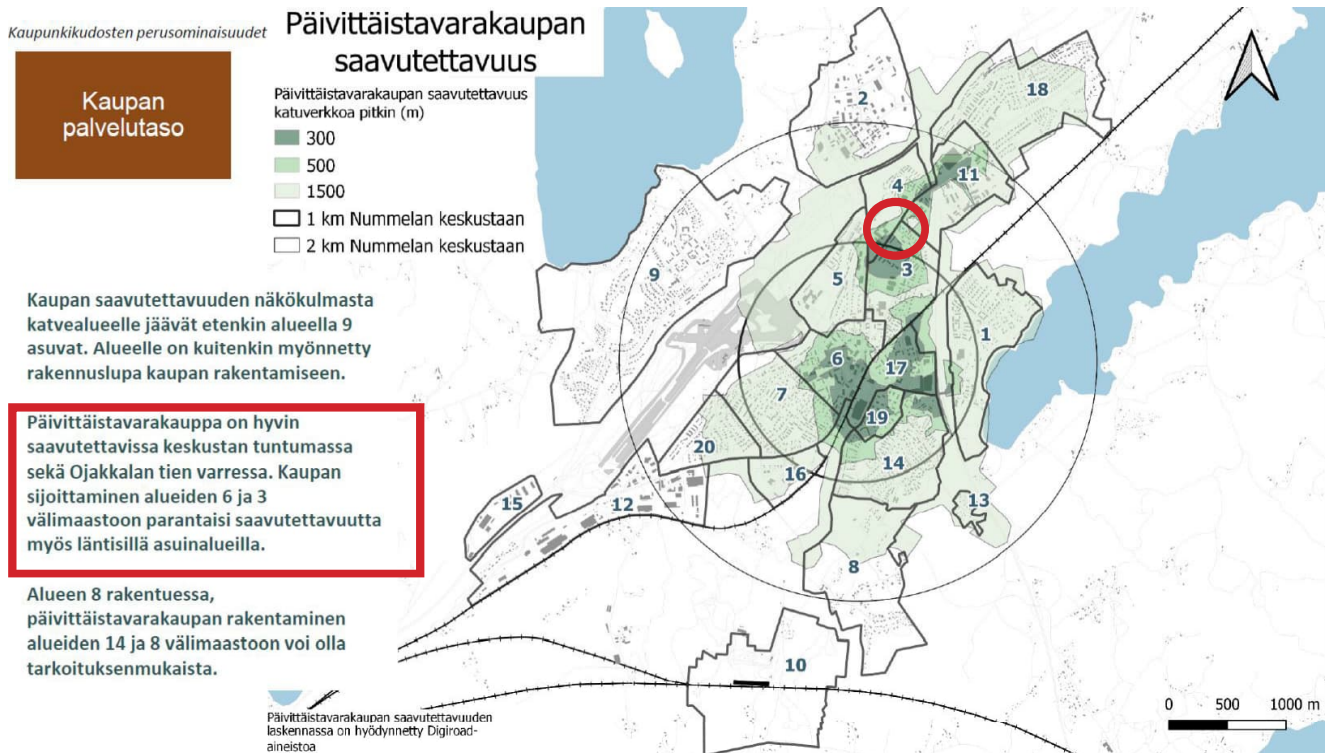 Kaupunkikudosten perusominaisuudet
Kaupan
palvelutaso
Päivittäistavarakaupan
saavutettavuus
Päivittäistavarakaupan saavutettavuus
katuverkkoa pitkin (m)
300
500
1500
1 km Nummelan keskustaan
2 km Nummelan keskustaan
Kaupan saavutettavuuden näkökulmasta
katvealueelle jäävät etenkin alueella 9
asuvat. Alueelle on kuitenkin myönnetty
rakennuslupa kaupan rakentamiseen.
Päivittäistavarakauppa on hyvin
saavutettavissa keskustan tuntumassa
sekä Ojakkalan tien varressa. Kaupan
sijoittaminen alueiden 6 ja 3
välimaastoon parantaisi saavutettavuutta
myös läntisillä asuinalueilla.
Alueen 8 rakentuessa,
päivittäistavarakaupan rakentaminen
alueiden 14 ja 8 välimaastoon voi olla
tarkoituksenmukaista.
Päivittäistavarakaupan saavutettavuuden
laskennassa on hyödynnetty Digiroad-
aineistoa
2
18
11
4
3
9
5
1
6
17
7
19
20
14
16
15
12
13
8
10
0 500 1000 m